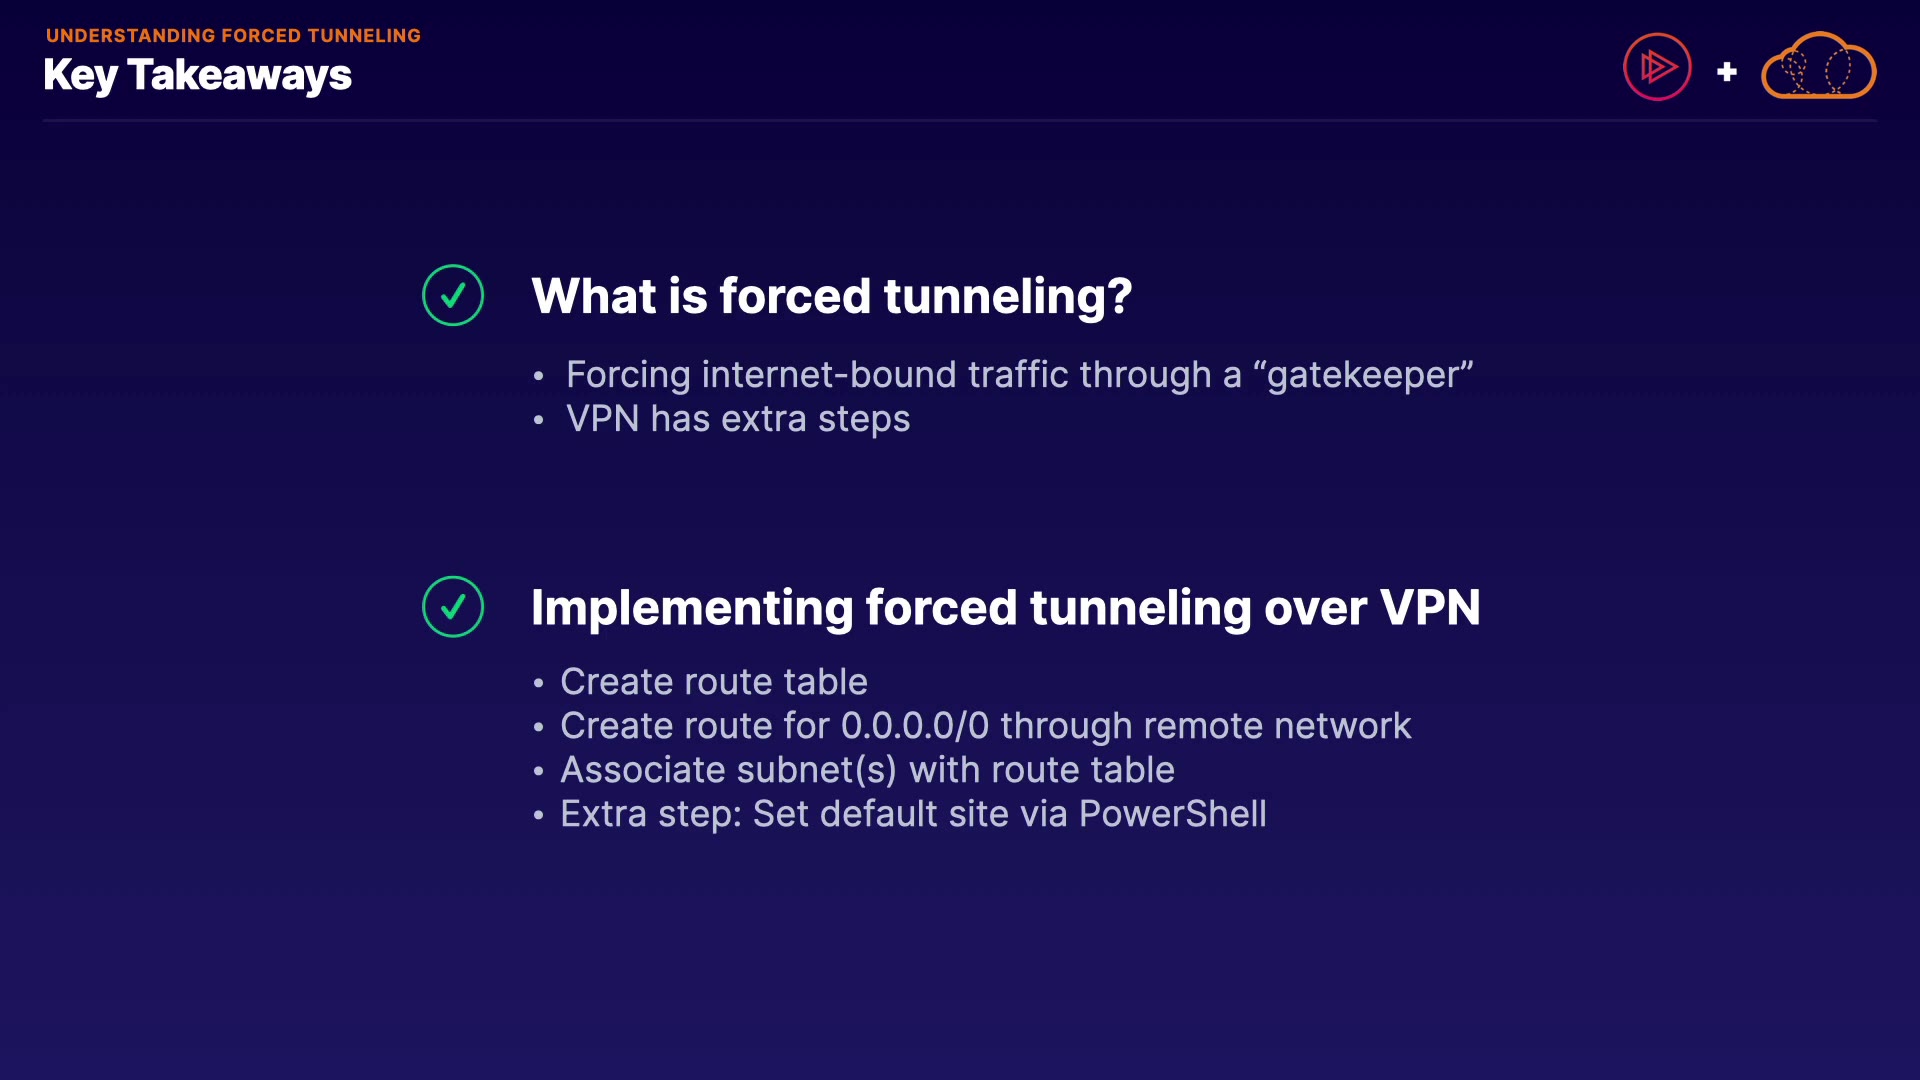 UNDERSTANDING FORCED TUNNELING
Key Takeaways
+
What is forced tunneling?
• Forcing internet-bound traffic through a “gatekeeper”
• VPN has extra steps
Implementing forced tunneling over VPN
• Create route table
• Create route for 0.0.0.0/0 through remote network
• Associate subnet(s) with route table
• Extra step: Set default site via PowerShell